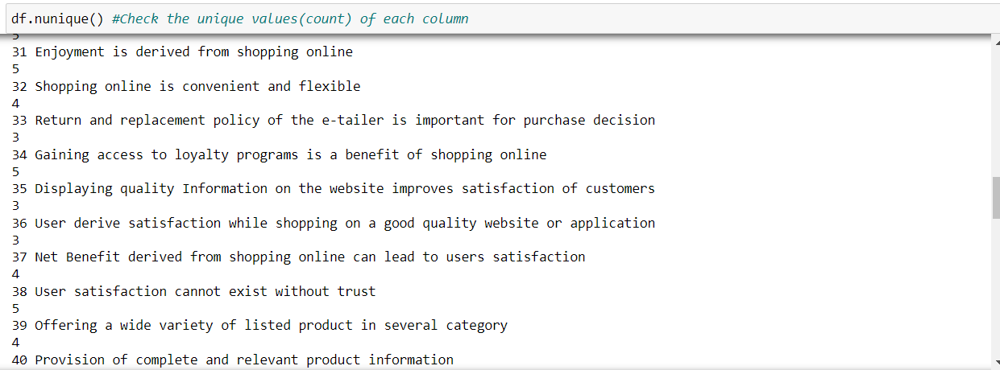 df.nunique() #Check the unique values(count) of each column
5
31 Enjoyment is derived from shopping online
5
32 Shopping online is convenient and flexible
4
33 Return and replacement policy of the e-tailer is important for purchase decision
3
34 Gaining access to loyalty programs is a benefit of shopping online
5
35 Displaying quality Information on the website improves satisfaction of customers
3
36 User derive satisfaction while shopping on a good quality website or application
3
37 Net Benefit derived from shopping online can lead to users satisfaction
4
38 User satisfaction cannot exist without trust
5
39 Offering a wide variety of listed product in several category
4
40 Provision of complete and relevant product information